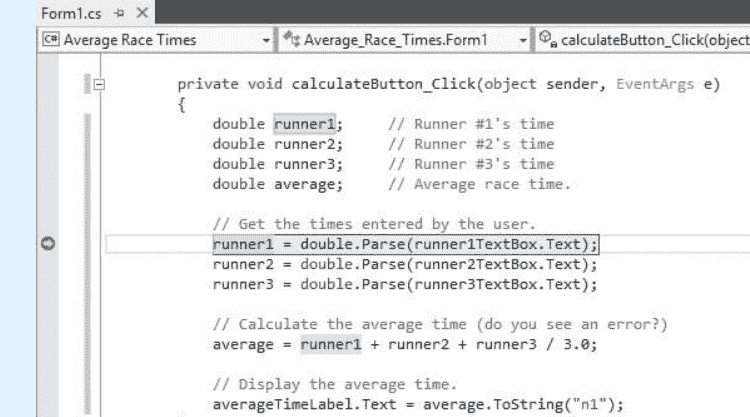 Form1.cs
C# Average Race Times Average_Race_Times.Form1 calculateButton_Click(object
private void calculateButton_Click(object sender, EventArgs e)
{
double runner1; // Runner #1's time
double runner2; // Runner #2's time
double runner3; // Runner #3's time
double average; // Average race time.
// Get the times entered by the user.
runner1 = double.Parse(runner1TextBox.Text);
runner2 = double.Parse(runner2TextBox.Text);
runner3 = double.Parse(runner3TextBox.Text);
// Calculate the average time (do you see an error?)
average = runner1 + runner2 + runner3 / 3.0;
// Display the average time.
averageTimeLabel.Text = average.ToString("n1");